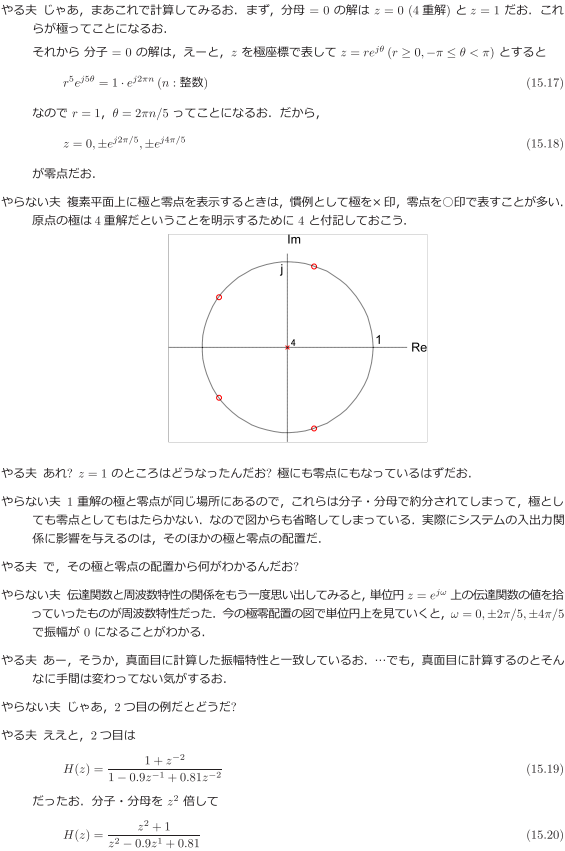 やる夫 じゃあ，まあこれで計算してみるお．まず，分母 = 0 の解は z = 0 (4 重解) と z = 1 だお．これ
らが極ってことになるお．
それから 分子 = 0 の解は，えーと，z を極座標で表して z = re^{jθ} (r ≥ 0, −π ≤ θ < π) とすると
r^5 e^{j5θ} = 1 · e^{j2πn} (n : 整数) (15.17)
なので r = 1，θ = 2πn/5 ってことになるお．だから，
z = 0, ±e^{j2π/5}, ±e^{j4π/5} (15.18)
が零点だお．
やらない夫 複素平面上に極と零点を表示するときは，慣例として極を×印，零点を○印で表すことが多い．
原点の極は 4 重解だということを明示するために 4 と付記しておこう．
Im
j
1
4
Re
やる夫 あれ? z = 1 のところはどうなったんだお? 極にも零点にもなっているはずだお．
やらない夫 1 重解の極と零点が同じ場所にあるので，これらは分子・分母で約分されてしまって，極とし
ても零点としてもはたらかない．なので図からも省略してしまっている．実際にシステムの入出力関
係に影響を与えるのは，そのほかの極と零点の配置だ．
やる夫 で，その極と零点の配置から何がわかるんだお?
やらない夫 伝達関数と周波数特性の関係をもう一度思い出してみると，単位円 z = e^{jω} 上の伝達関数の値を拾
っていったものが周波数特性だった．今の極零配置の図で単位円上を見ていくと，ω = 0, ±2π/5, ±4π/5
で振幅が 0 になることがわかる．
やる夫 あー，そうか，真面目に計算した振幅特性と一致しているお．…でも，真面目に計算するのとそん
なに手間は変わってない気がするお．
やらない夫 じゃあ，2 つ目の例だとどうだ?
やる夫 ええと，2 つ目は
H(z) = \frac{1 + z^{−2}}{1 − 0.9z^{−1} + 0.81z^{−2}} (15.19)
だったお．分子・分母を z^2 倍して
H(z) = \frac{z^2 + 1}{z^2 − 0.9z^1 + 0.81} (15.20)